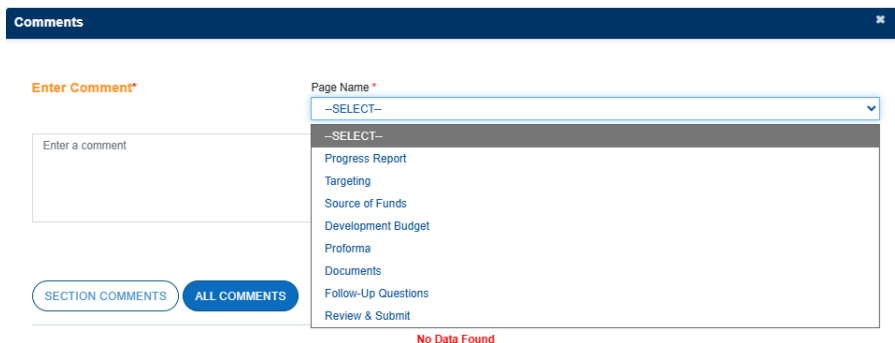 Comments ✖
Enter Comment*
Page Name *
--SELECT--
--SELECT--
Enter a comment
Progress Report
Targeting
Source of Funds
Development Budget
Proforma
Documents
Follow-Up Questions
Review & Submit
SECTION COMMENTS
ALL COMMENTS
No Data Found